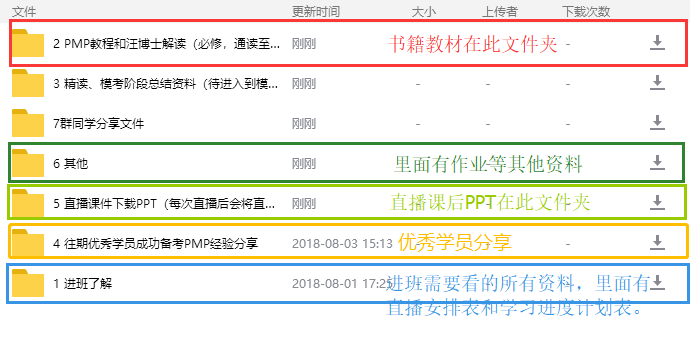 文件 更新时间 大小 上传者 下载次数
2 PMP教程和汪博士解读（必修，通读至... 刚刚 书籍教材在此文件夹 -
3 精读、模考阶段总结资料（待进入到模... 刚刚 - - -
7群同学分享文件 刚刚 - - -
6 其他 刚刚 里面有作业等其他资料
5 直播课件下载PPT（每次直播后会将直... 刚刚 直播课后PPT在此文件夹
4 往期优秀学员成功备考PMP经验分享 2018-08-03 15:13 优秀学员分享 -
1 进班了解 2018-08-01 17:25 进班需要看的所有资料，里面有
直播安排表和学习进度计划表。